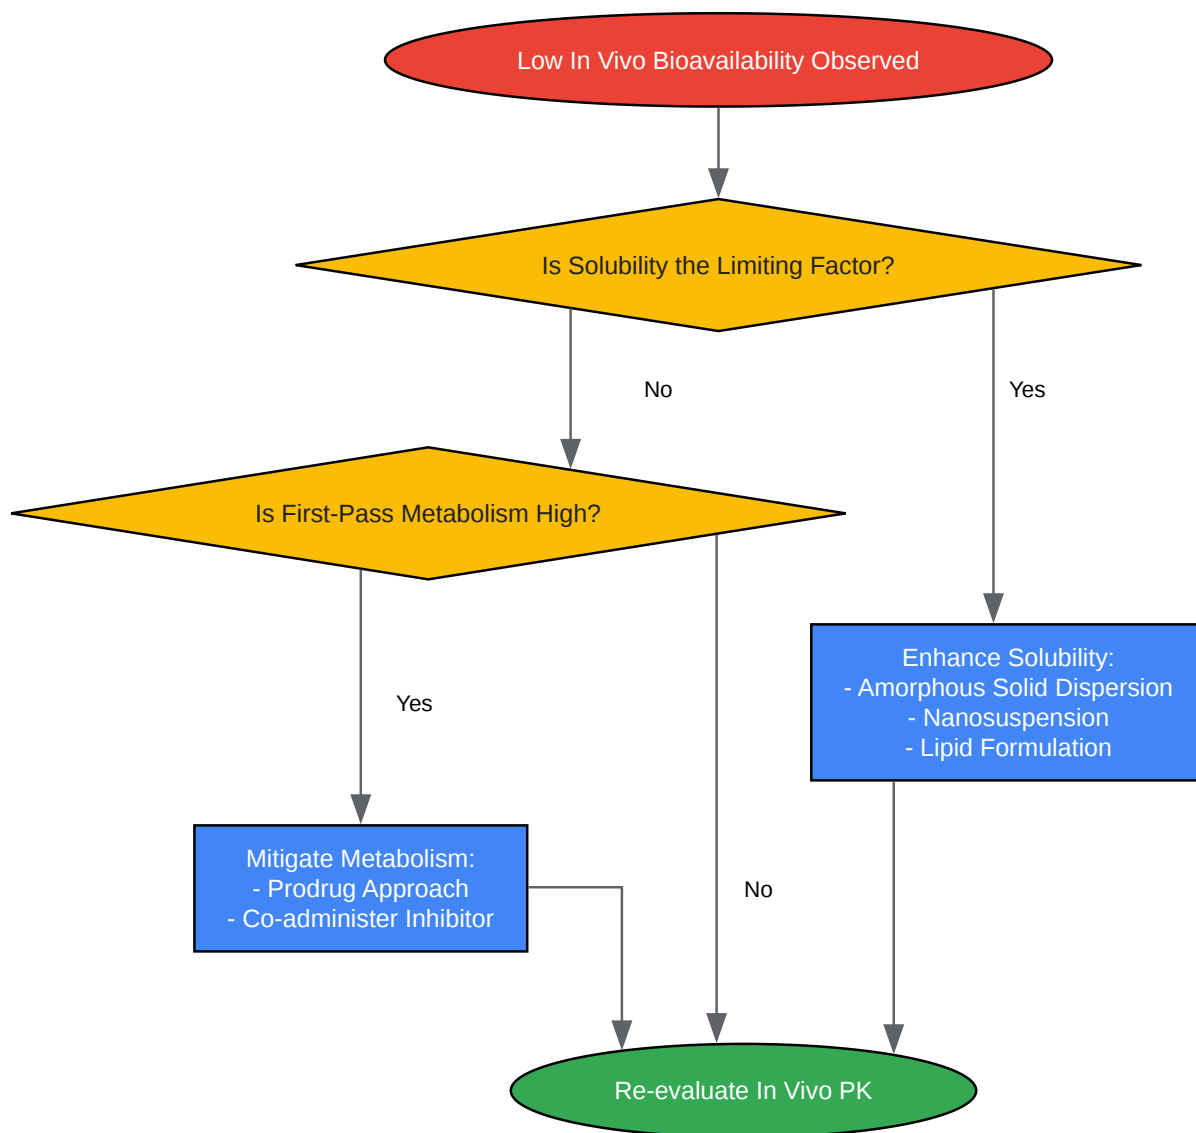 Low In Vivo Bioavailability Observed
Is Solubility the Limiting Factor?
No
Yes
Is First-Pass Metabolism High?
Enhance Solubility:
- Amorphous Solid Dispersion
- Nanosuspension
- Lipid Formulation
Yes
Mitigate Metabolism:
- Prodrug Approach
- Co-administer Inhibitor
No
Re-evaluate In Vivo PK